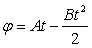 φ = At − Bt²/2